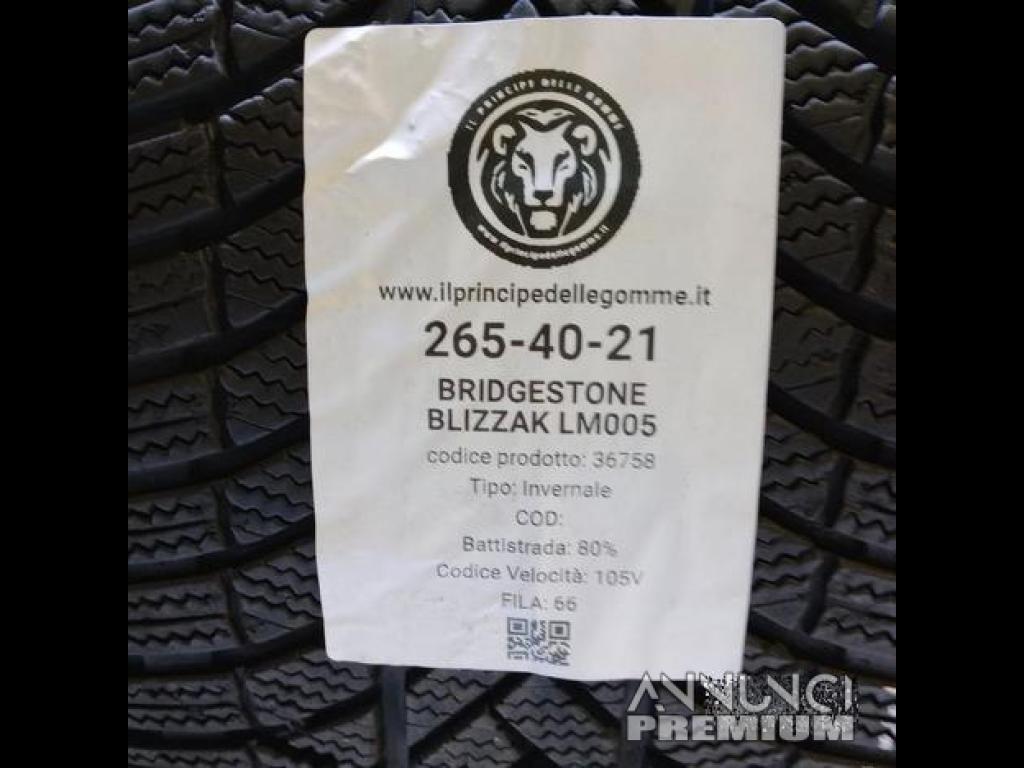 IL PRINCIPE DELLE GOMME
www.ilprincipedellegomme.it
www.ilprincipedellegomme.it
265-40-21
BRIDGESTONE
BLIZZAK LM005
codice prodotto: 36758
Tipo: Invernale
COD:
Battistrada: 80%
Codice Velocità: 105V
FILA: 66
ANNUNCI
PREMIUM